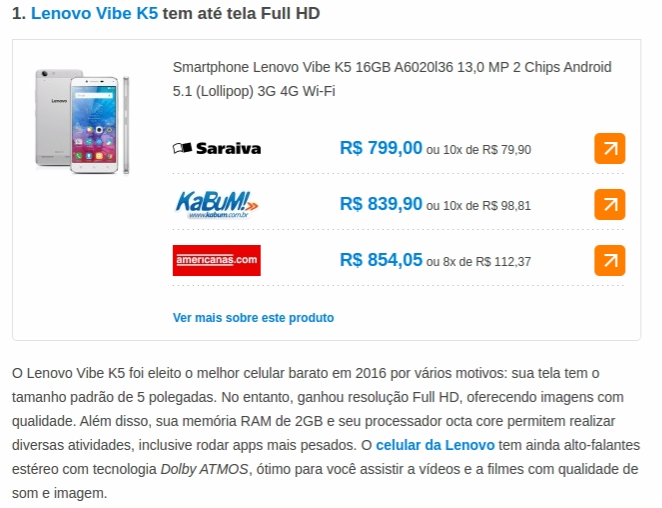 1. Lenovo Vibe K5 tem até tela Full HD
Smartphone Lenovo Vibe K5 16GB A6020l36 13,0 MP 2 Chips Android
5.1 (Lollipop) 3G 4G Wi-Fi
Lenovo
Saraiva R$ 799,00 ou 10x de R$ 79,90
KaBuM! R$ 839,90 ou 10x de R$ 98,81
www.kabum.com.br
americanas.com R$ 854,05 ou 8x de R$ 112,37
Ver mais sobre este produto
O Lenovo Vibe K5 foi eleito o melhor celular barato em 2016 por vários motivos: sua tela tem o
tamanho padrão de 5 polegadas. No entanto, ganhou resolução Full HD, oferecendo imagens com
qualidade. Além disso, sua memória RAM de 2GB e seu processador octa core permitem realizar
diversas atividades, inclusive rodar apps mais pesados. O celular da Lenovo tem ainda alto-falantes
estéreo com tecnologia Dolby ATMOS, ótimo para você assistir a vídeos e a filmes com qualidade de
som e imagem.